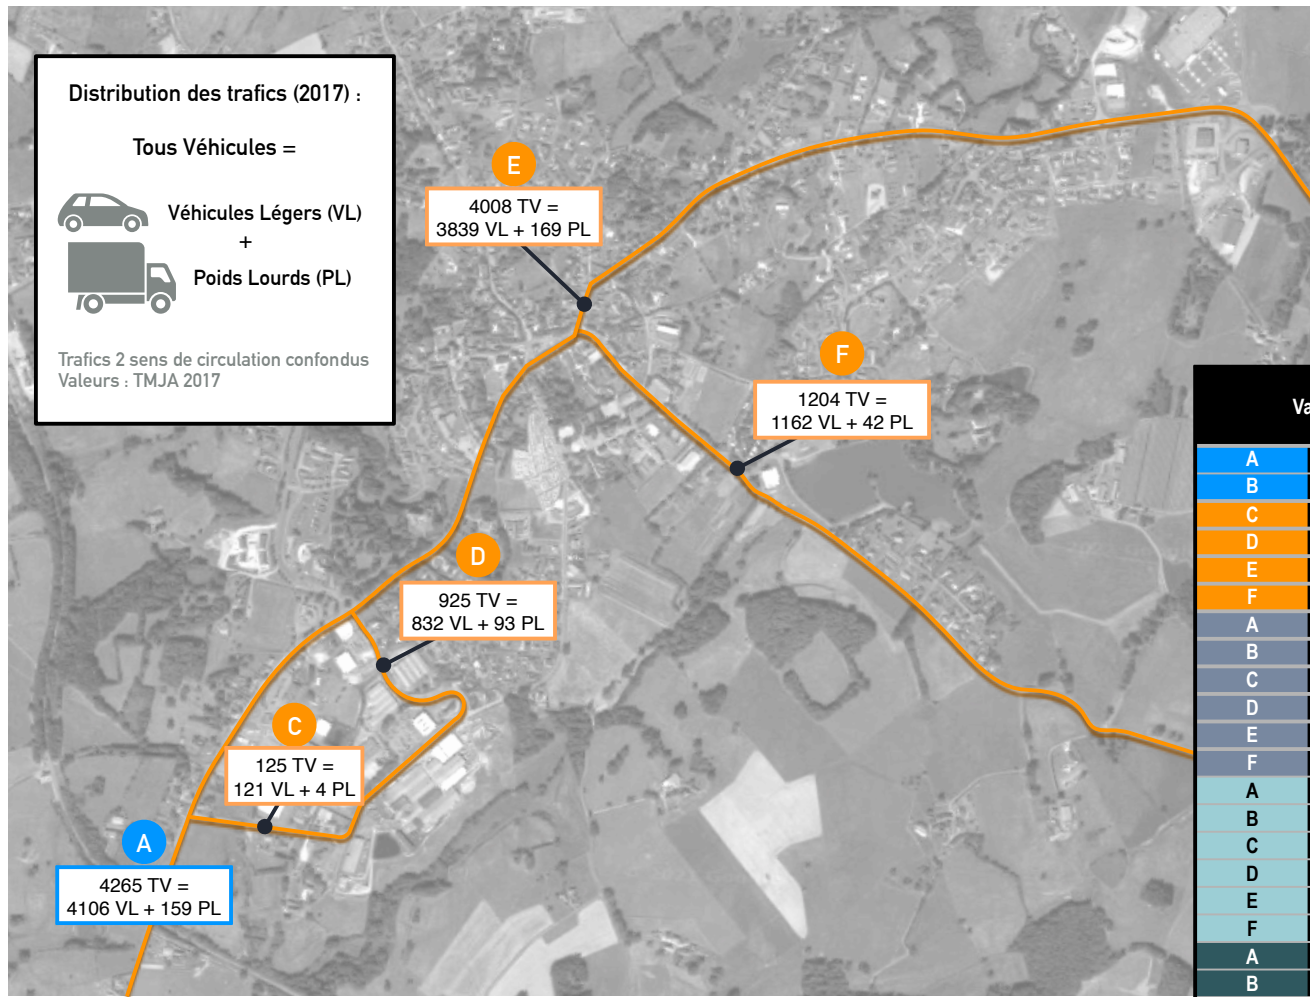 Distribution des trafics (2017) :
Tous Véhicules =
Véhicules Légers (VL)
+
Poids Lourds (PL)
Trafics 2 sens de circulation confondus
Valeurs : TMJA 2017
E
4008 TV =
3839 VL + 169 PL
F
1204 TV =
1162 VL + 42 PL
D
925 TV =
832 VL + 93 PL
C
125 TV =
121 VL + 4 PL
A
4265 TV =
4106 VL + 159 PL
Va
A
B
C
D
E
F
A
B
C
D
E
F
A
B
C
D
E
F
A
B